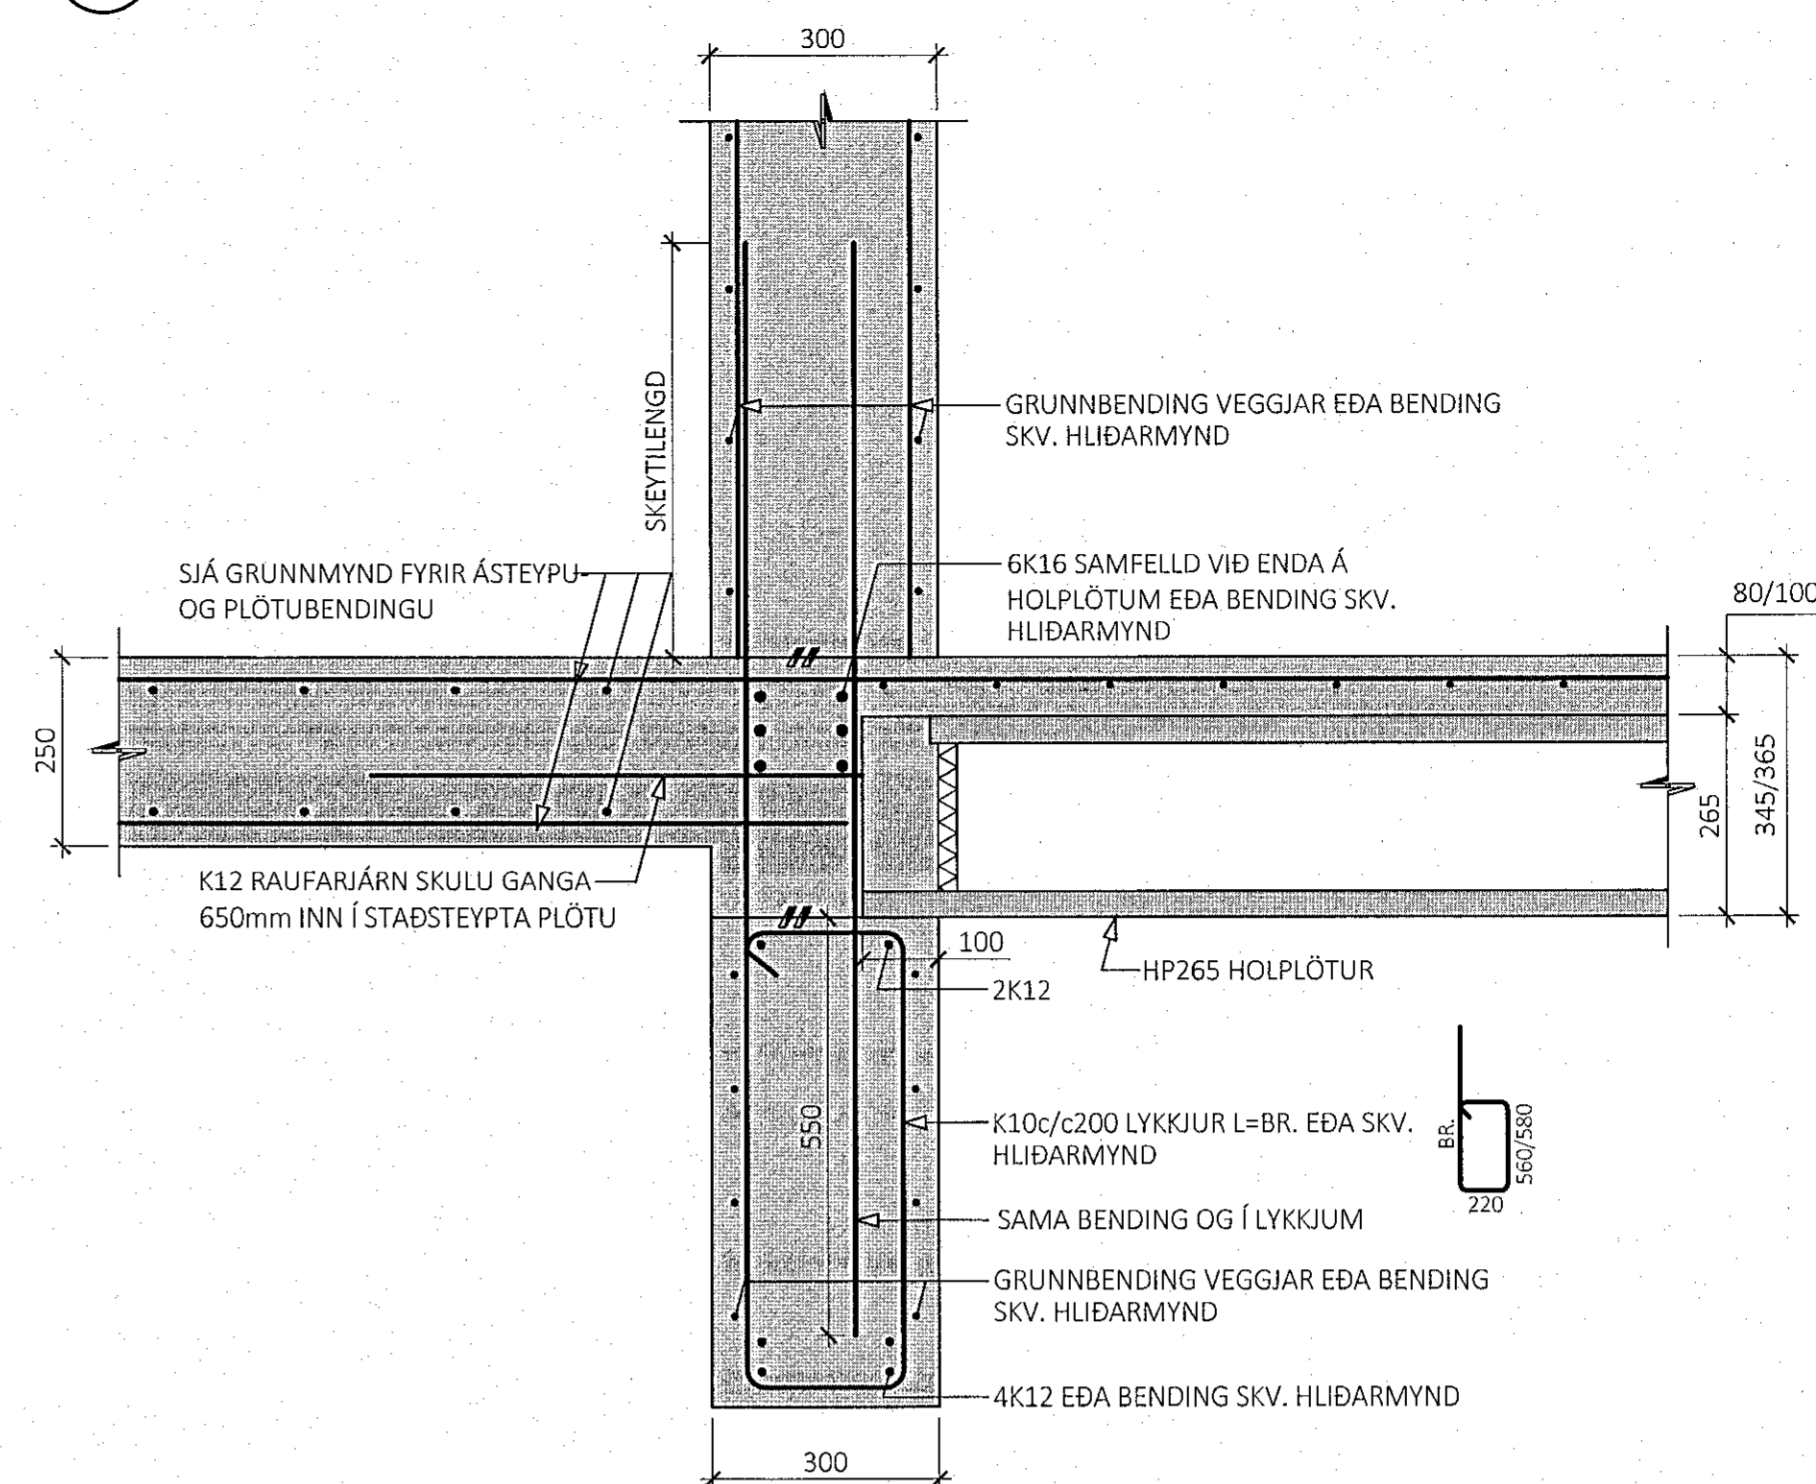 300
GRUNNBENDING VEGGJAR EÐA BENDING
SKV. HLIÐARMYND
SKEYTILENGD
SJÁ GRUNNMYND FYRIR ÁSTEYPU
OG PLÖTUBENDINGU
6K16 SAMFELLD VIÐ ENDA Á
HOLPLÖTUM EÐA BENDING SKV.
HLIÐARMYND
80/100
250
265
345/365
K12 RAUFARJÁRN SKULU GANGA
650mm INN Í STAÐSTEYPTA PLÖTU
100
HP265 HOLPLÖTUR
2K12
550
K10c/c200 LYKKJUR L=BR. EÐA SKV.
HLIÐARMYND
BR.
560/580
220
SAMA BENDING OG Í LYKKJUM
GRUNNBENDING VEGGJAR EÐA BENDING
SKV. HLIÐARMYND
4K12 EÐA BENDING SKV. HLIÐARMYND
300